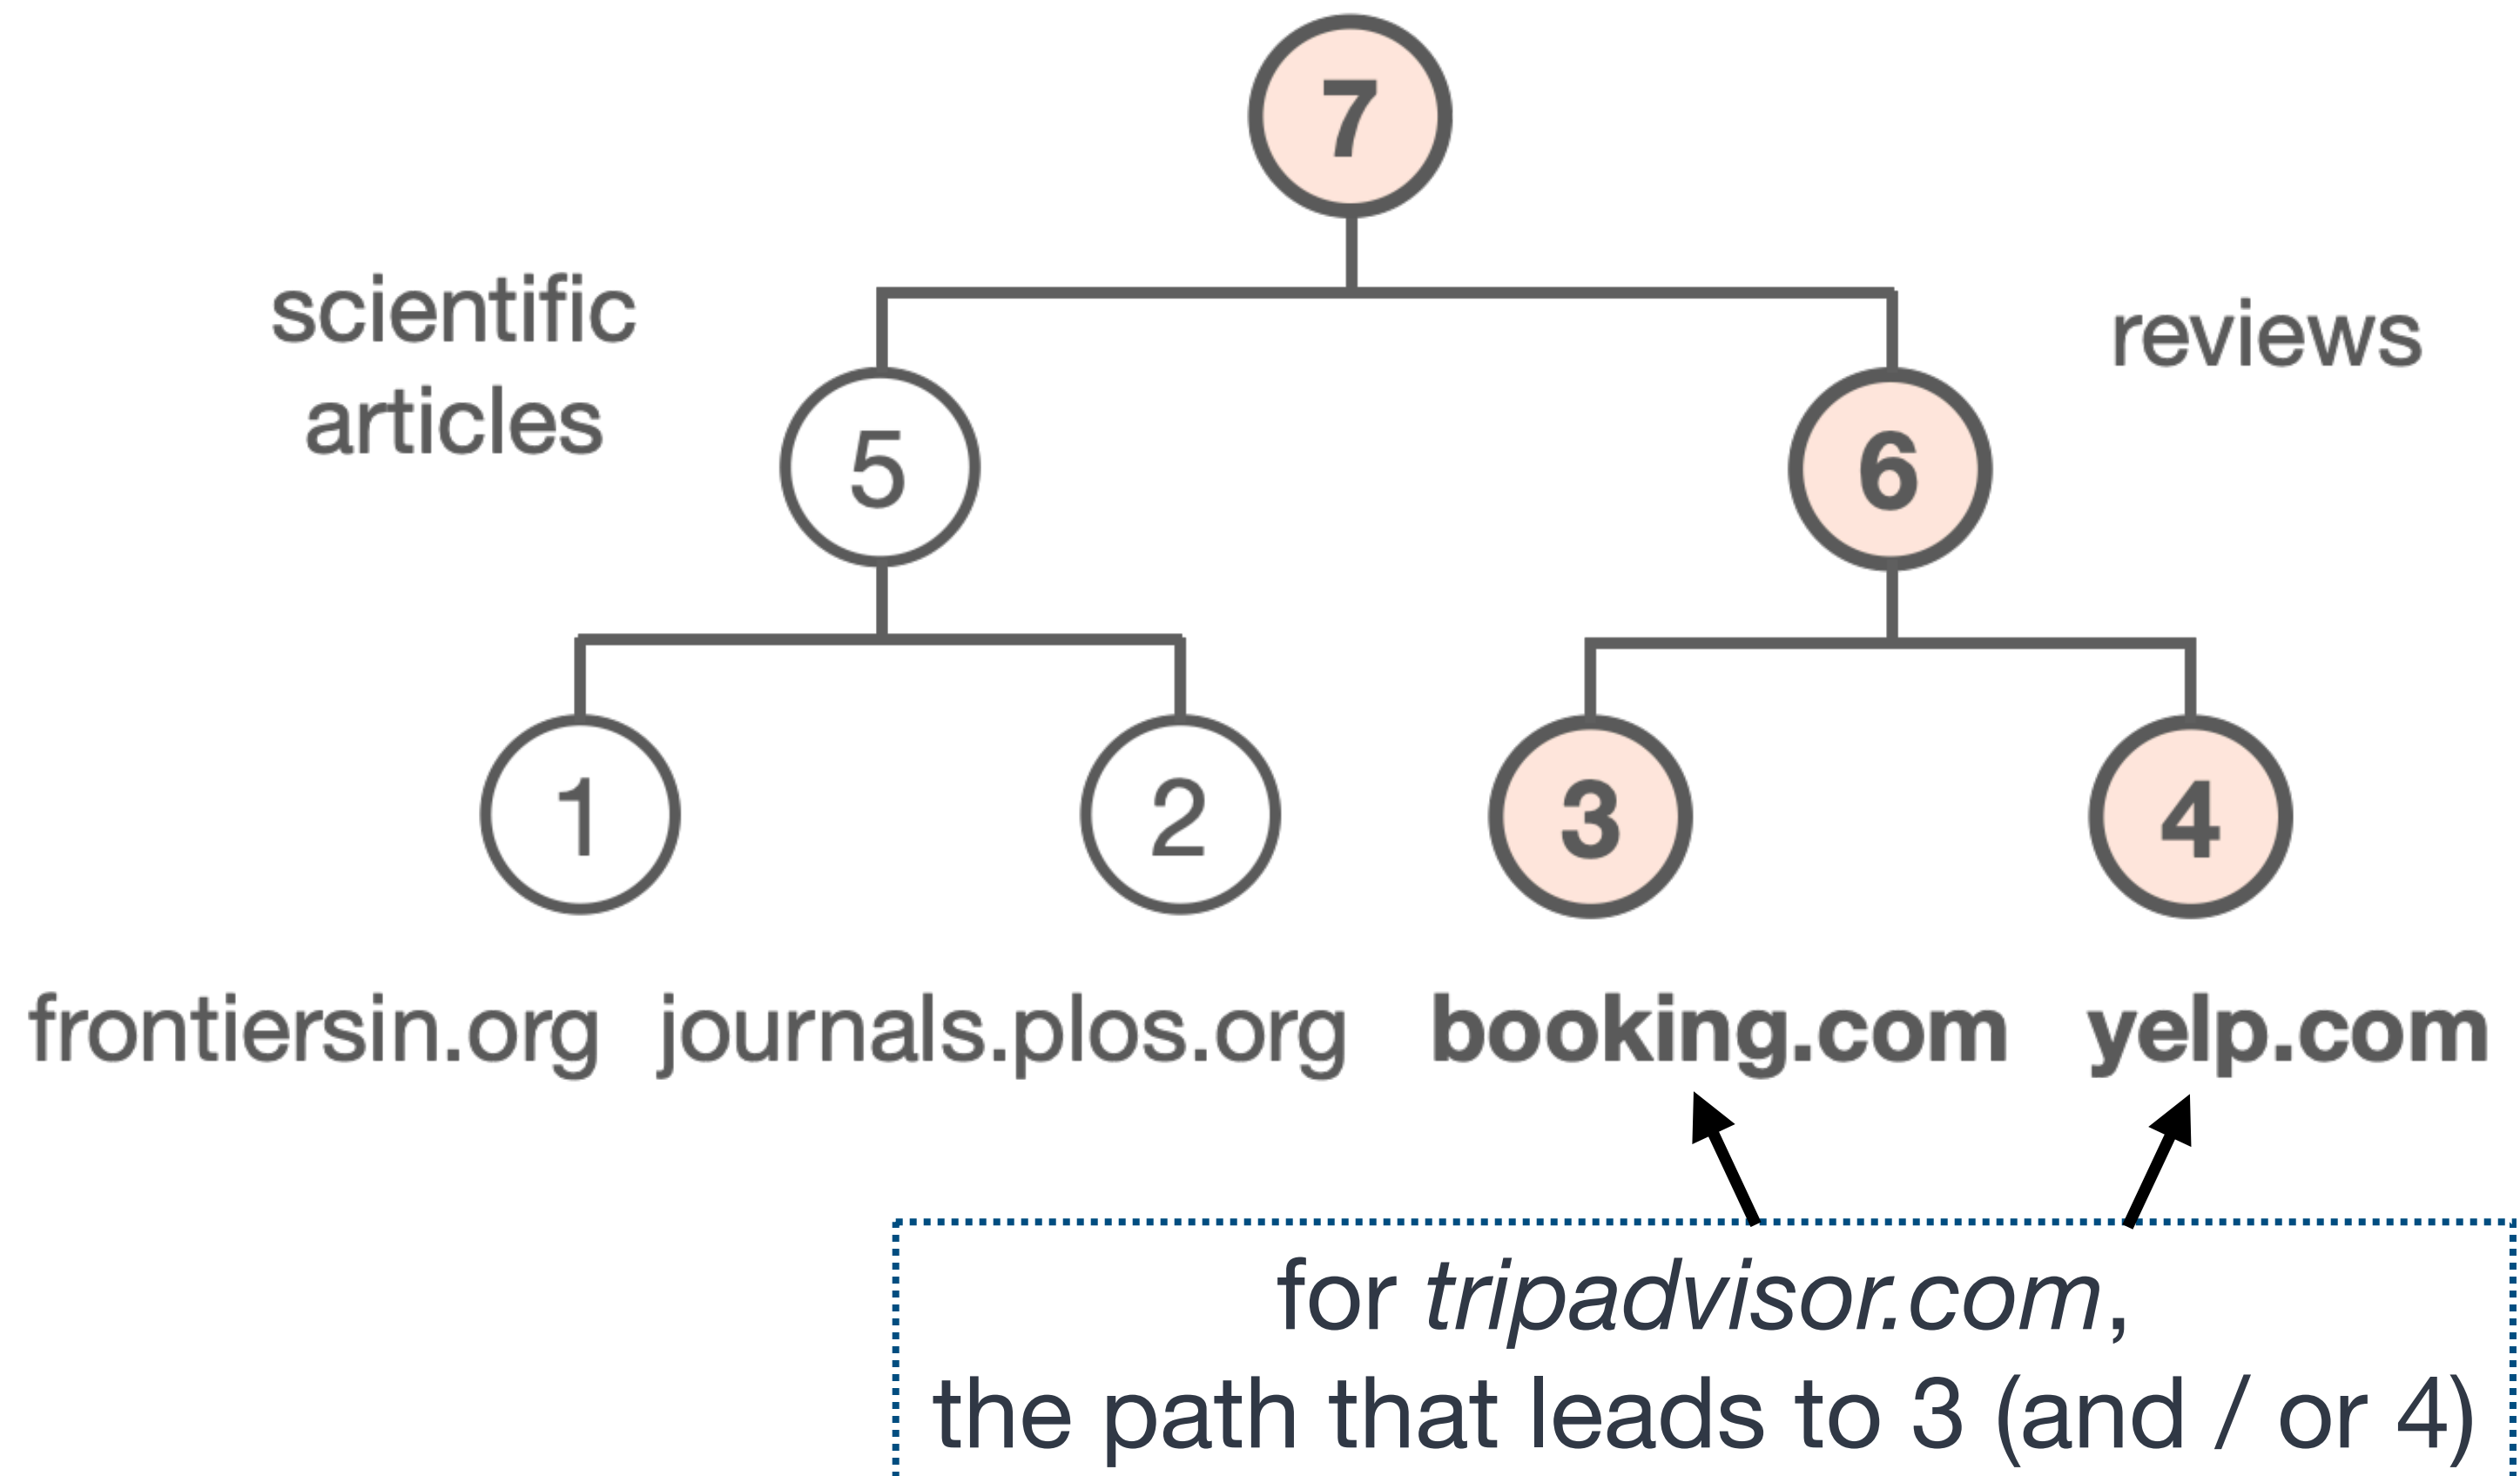 7
scientific
articles
reviews
5
6
1
2
3
4
frontiersin.org
journals.plos.org
booking.com
yelp.com
for tripadvisor.com,
the path that leads to 3 (and / or 4)